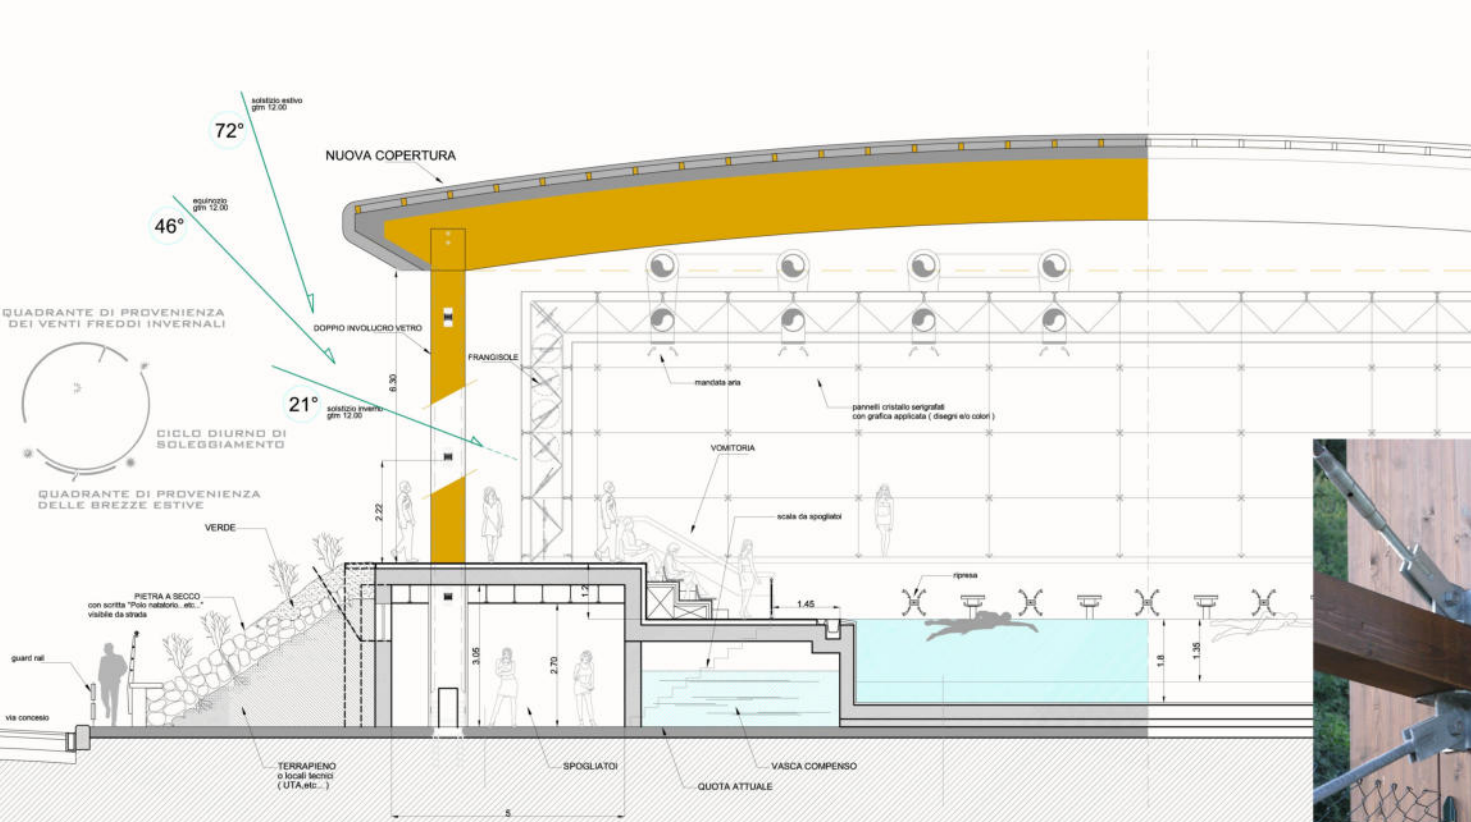 solstizio estivo
gtm 12.00
72°
NUOVA COPERTURA
equinozio
gtm 12.00
46°
QUADRANTE DI PROVENIENZA
DEI VENTI FREDDI INVERNALI
DOPPIO INVOLUCRO VETRO
FRANGISOLE
6.30
mandata aria
21°
solstizio inverno
gtm 12.00
pannelli cristallo serigrafati
con grafica applicata ( disegni e/o colori )
CICLO DIURNO DI
SOLEGGIAMENTO
VOMITORIA
QUADRANTE DI PROVENIENZA
DELLE BREZZE ESTIVE
2.22
scala da spogliatoi
VERDE
ripresa
PIETRA A SECCO
con scritta "Polo natatorio...etc..."
visibile da strada
1.2
1.45
guard rail
3.05
2.70
1.8
1.35
via concesio
TERRAPIENO
o locali tecnici
( UTA,etc... )
SPOGLIATOI
VASCA COMPENSO
QUOTA ATTUALE
5